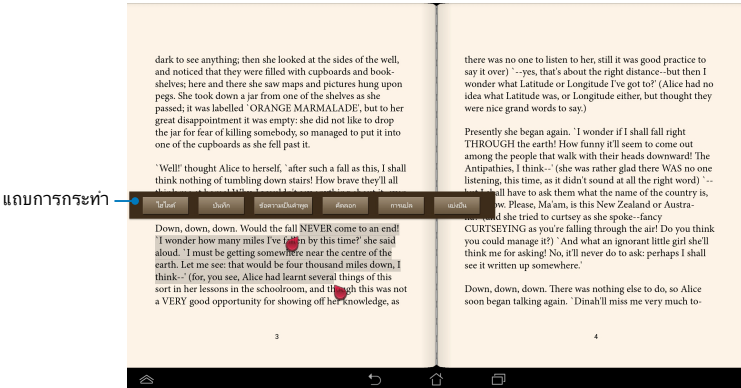 dark to see anything; then she looked at the sides of the well,
and noticed that they were filled with cupboards and book-
shelves; here and there she saw maps and pictures hung upon
pegs. She took down a jar from one of the shelves as she
passed; it was labelled `ORANGE MARMALADE', but to her
great disappointment it was empty: she did not like to drop
the jar for fear of killing somebody, so managed to put it into
one of the cupboards as she fell past it.
`Well!' thought Alice to herself, `after such a fall as this, I shall
think nothing of tumbling down stairs! How brave they'll all
แถบการกระทำ
ไฮไลต์ บันทึก ข้อความเป็นคำพูด คัดลอก การแปล แบ่งปัน
Down, down, down. Would the fall NEVER come to an end!
`I wonder how many miles I've fallen by this time?' she said
aloud. `I must be getting somewhere near the centre of the
earth. Let me see: that would be four thousand miles down, I
think--' (for, you see, Alice had learnt several things of this
sort in her lessons in the schoolroom, and though this was not
a VERY good opportunity for showing off her knowledge, as
3
there was no one to listen to her, still it was good practice to
say it over) `--yes, that's about the right distance--but then I
wonder what Latitude or Longitude I've got to?' (Alice had no
idea what Latitude was, or Longitude either, but thought they
were nice grand words to say.)
Presently she began again. `I wonder if I shall fall right
THROUGH the earth! How funny it'll seem to come out
among the people that walk with their heads downward! The
Antipathies, I think--' (she was rather glad there WAS no one
listening, this time, as it didn't sound at all the right word) `--
but I shall have to ask them what the name of the country is,
Please, Ma'am, is this New Zealand or Austra-
she tried to curtsey as she spoke--fancy
CURTSEYING as you're falling through the air! Do you think
you could manage it?) `And what an ignorant little girl she'll
think me for asking! No, it'll never do to ask: perhaps I shall
see it written up somewhere.'
Down, down, down. There was nothing else to do, so Alice
soon began talking again. `Dinah'll miss me very much to-
4